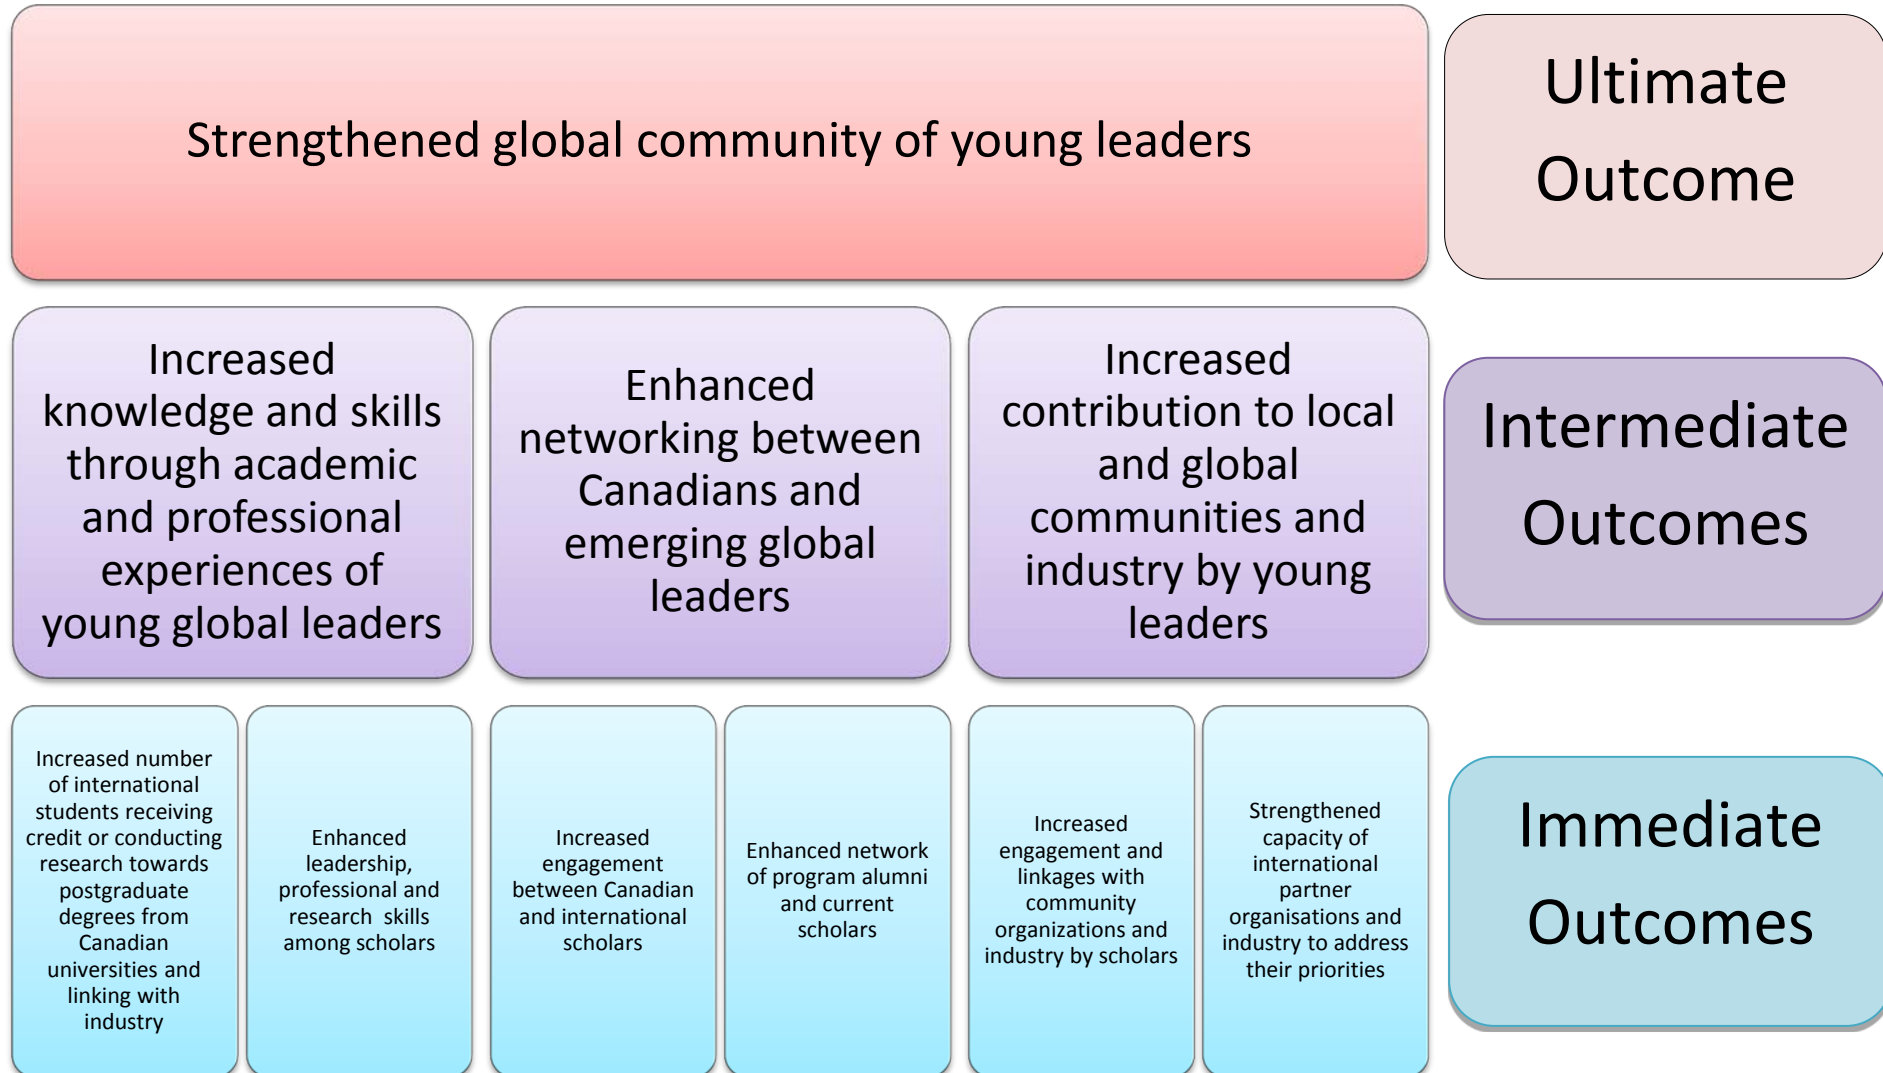 Strengthened global community of young leaders
Ultimate
Outcome
Increased
knowledge and skills
through academic
and professional
experiences of
young global leaders
Enhanced
networking between
Canadians and
emerging global
leaders
Increased
contribution to local
and global
communities and
industry by young
leaders
Intermediate
Outcomes
Increased number
of international
students receiving
credit or conducting
research towards
postgraduate
degrees from
Canadian
universities and
linking with
industry
Enhanced
leadership,
professional and
research skills
among scholars
Increased
engagement
between Canadian
and international
scholars
Enhanced network
of program alumni
and current
scholars
Increased
engagement and
linkages with
community
organizations and
industry by scholars
Strengthened
capacity of
international
partner
organisations and
industry to address
their priorities
Immediate
Outcomes